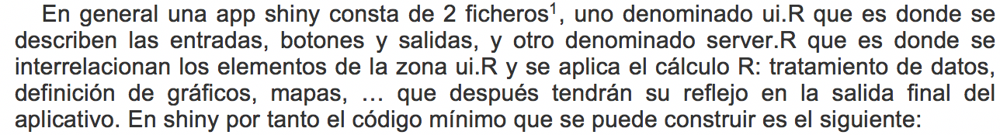 En general una app shiny consta de 2 ficheros¹, uno denominado ui.R que es donde se
describen las entradas, botones y salidas, y otro denominado server.R que es donde se
interrelacionan los elementos de la zona ui.R y se aplica el cálculo R: tratamiento de datos,
definición de gráficos, mapas, … que después tendrán su reflejo en la salida final del
aplicativo. En shiny por tanto el código mínimo que se puede construir es el siguiente: